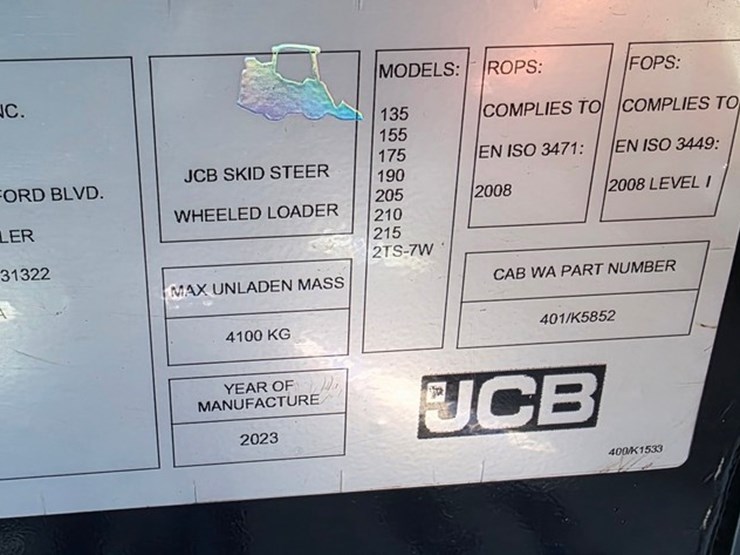 NC.
FORD BLVD.
LER
31322
A
JCB SKID STEER
WHEELED LOADER
MAX UNLADEN MASS
4100 KG
YEAR OF
MANUFACTURE
2023
MODELS:
135
155
175
190
205
210
215
2TS-7W
ROPS:
COMPLIES TO
EN ISO 3471:
2008
FOPS:
COMPLIES TO
EN ISO 3449:
2008 LEVEL I
CAB WA PART NUMBER
401/K5852
JCB
400/K1533